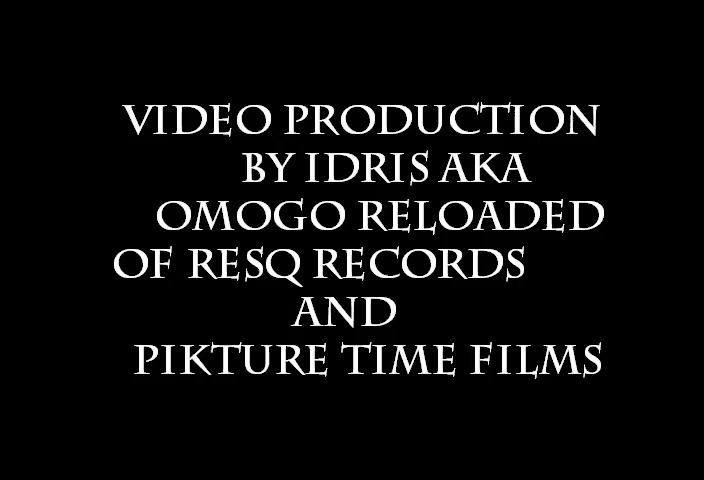 VIDEO PRODUCTION
BY IDRIS AKA
OMOGO RELOADED
OF RESQ RECORDS
AND
PIKTURE TIME FILMS